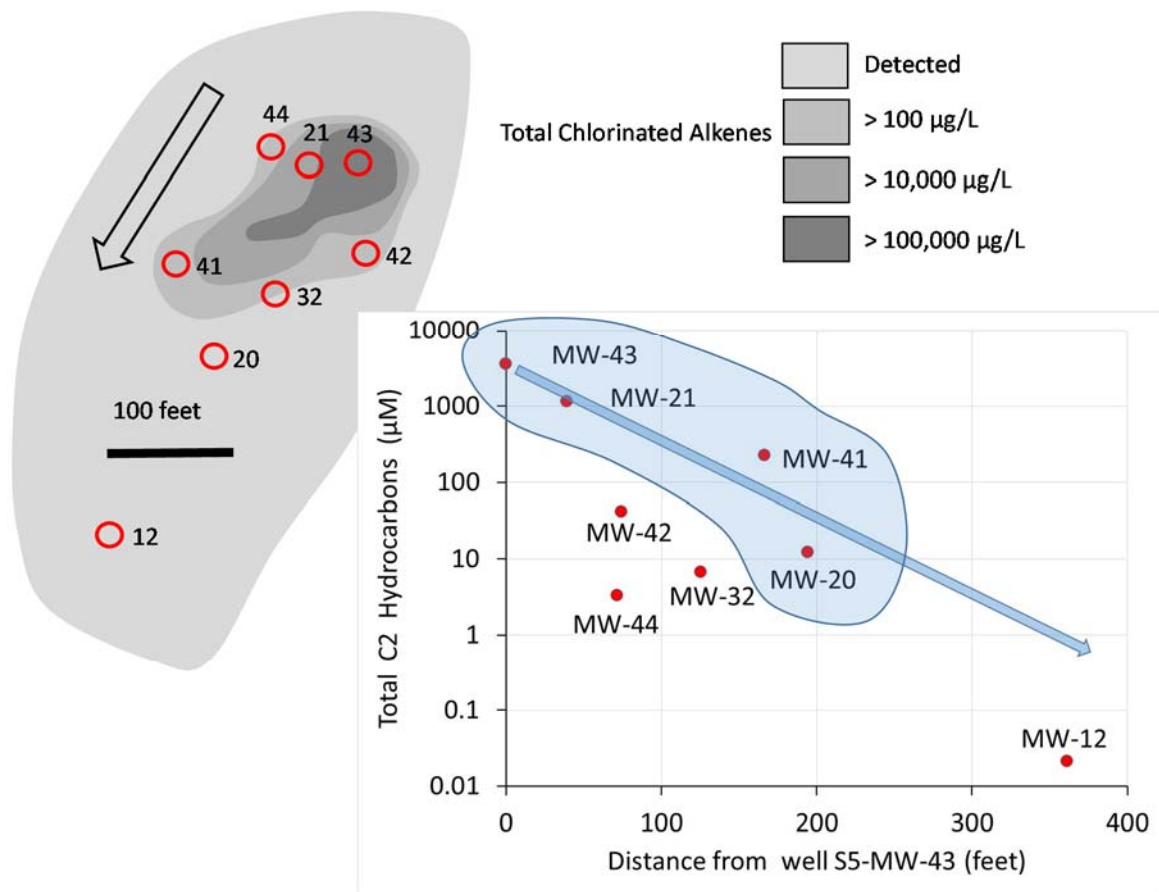 44
21
43
41
42
32
20
100 feet
12
Total Chlorinated Alkenes
Detected
> 100 µg/L
> 10,000 µg/L
> 100,000 µg/L
Total C2 Hydrocarbons (µM)
10000
1000
100
10
1
0.1
0.01
MW-43
MW-21
MW-41
MW-42
MW-20
MW-32
MW-44
MW-12
0 100 200 300 400
Distance from well S5-MW-43 (feet)